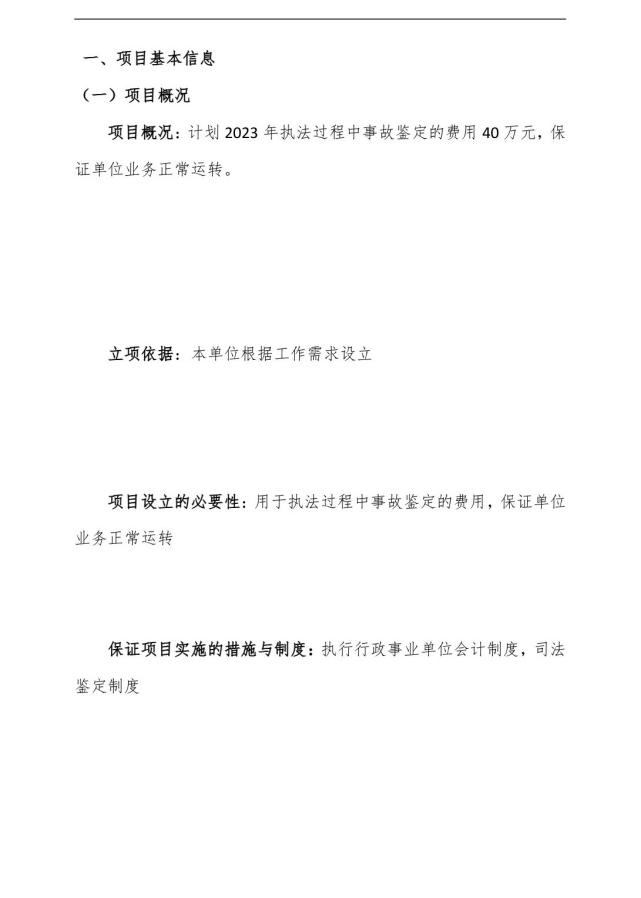 一、项目基本信息
（一）项目概况
项目概况：计划 2023 年执法过程中事故鉴定的费用 40 万元，保
证单位业务正常运转。
立项依据：本单位根据工作需求设立
项目设立的必要性：用于执法过程中事故鉴定的费用，保证单位
业务正常运转
保证项目实施的措施与制度：执行行政事业单位会计制度，司法
鉴定制度